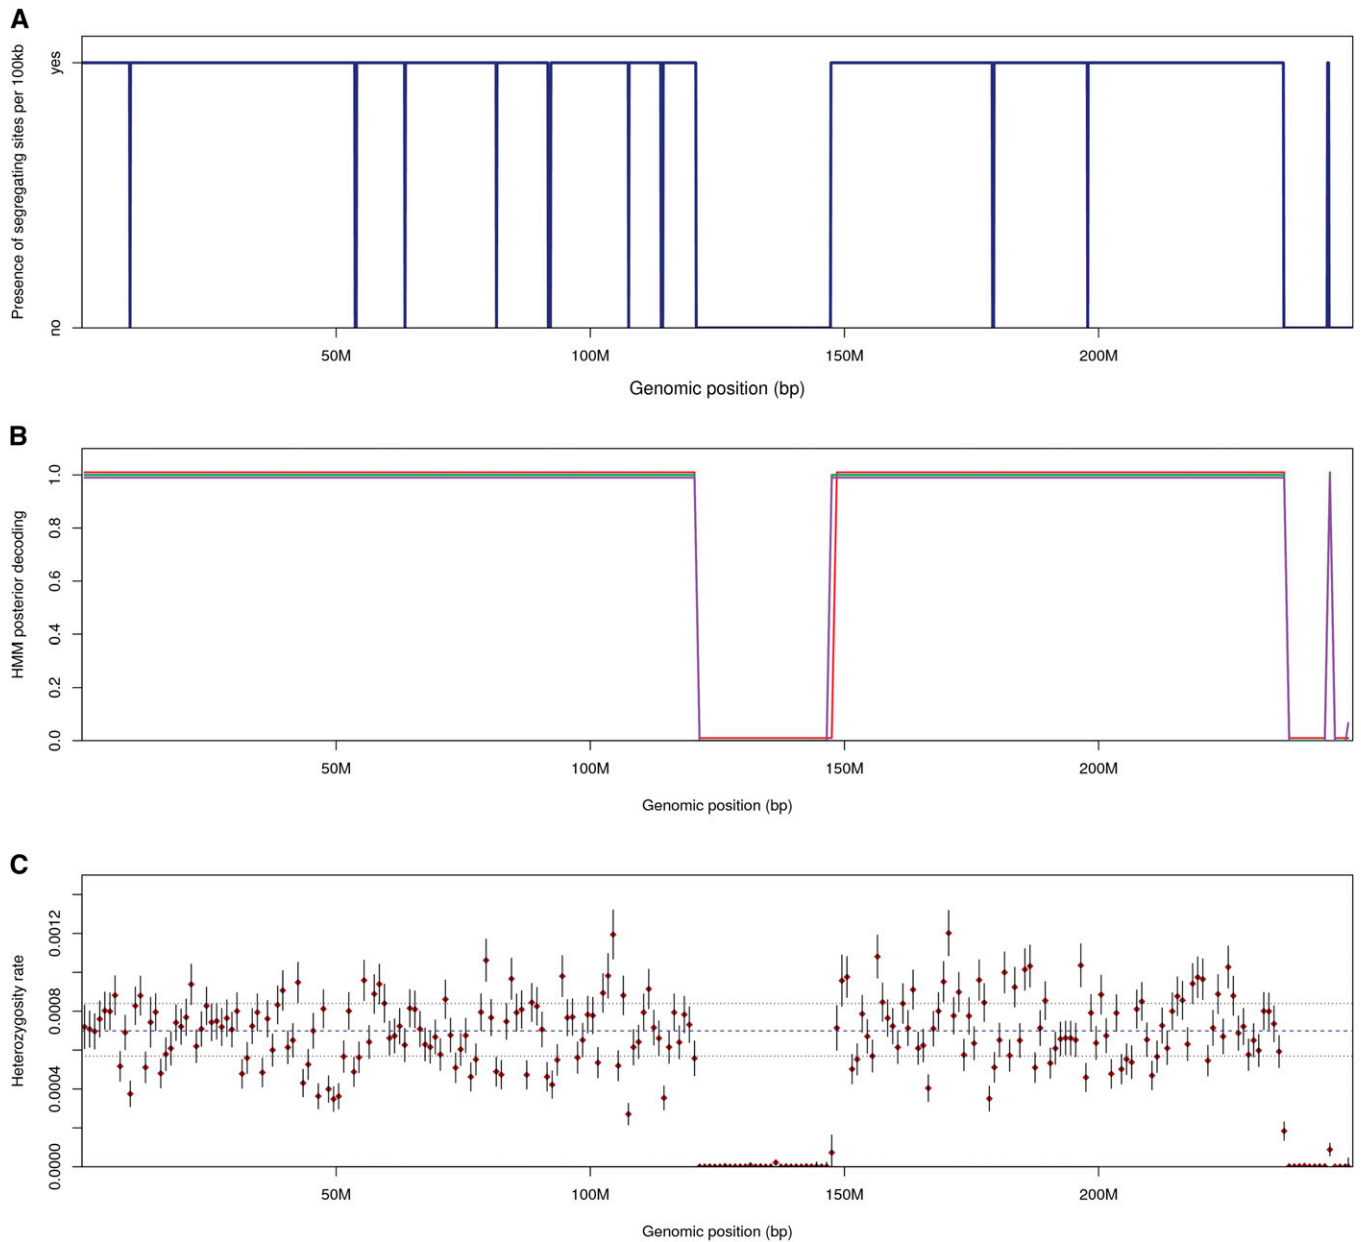 A
Presence of segregating sites per 100kb
yes
no
50M 100M 150M 200M
Genomic position (bp)
B
HMM posterior decoding
1.0
0.8
0.6
0.4
0.2
0.0
50M 100M 150M 200M
Genomic position (bp)
C
Heterozygosity rate
0.0012
0.0008
0.0004
0.0000
50M 100M 150M 200M
Genomic position (bp)